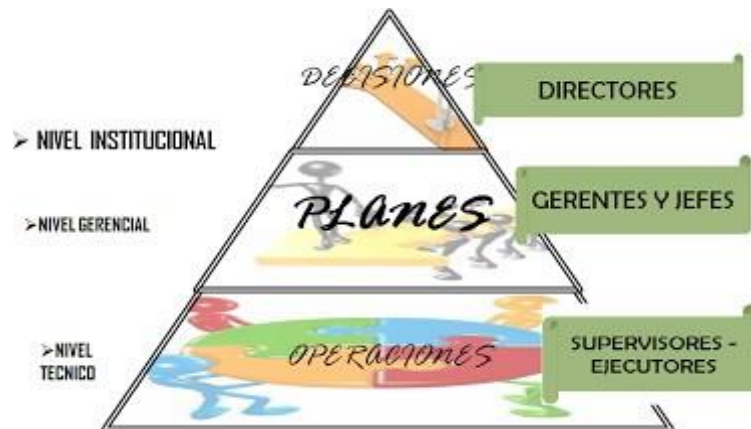 DECISIONES
DIRECTORES
➢ NIVEL INSTITUCIONAL
PLANES
GERENTES Y JEFES
➢NIVEL GERENCIAL
OPERACIONES
SUPERVISORES -
EJECUTORES
➢NIVEL
TECNICO